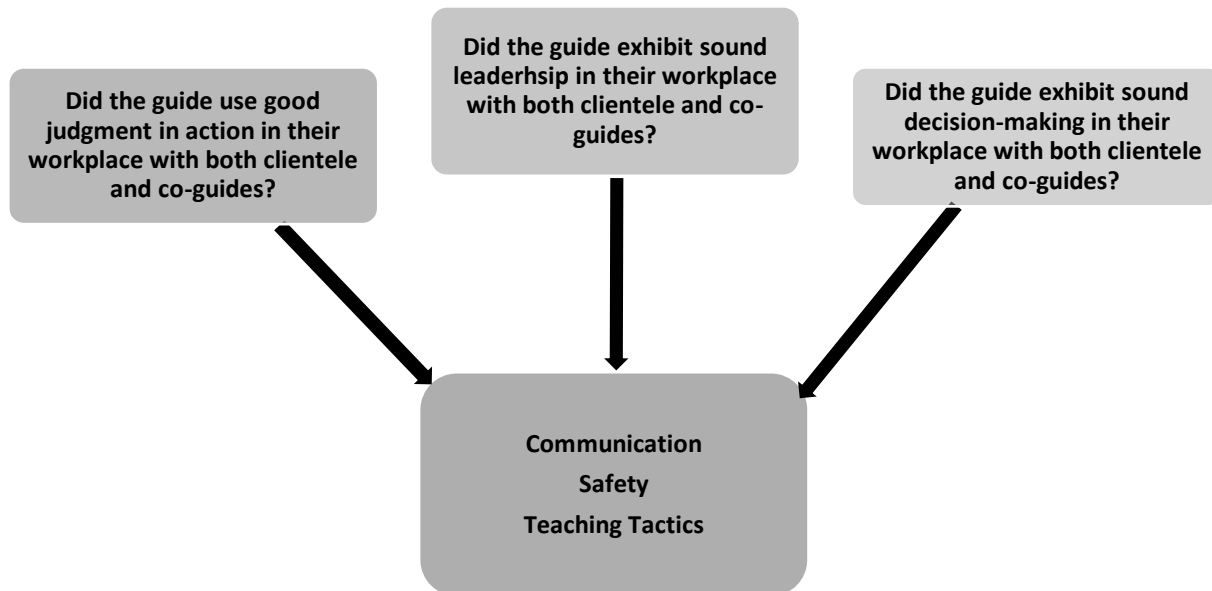 Did the guide use good
judgment in action in their
workplace with both clientele
and co-guides?
Did the guide exhibit sound
leaderhsip in their workplace
with both clientele and co-
guides?
Did the guide exhibit sound
decision-making in their
workplace with both clientele
and co-guides?
Communication
Safety
Teaching Tactics